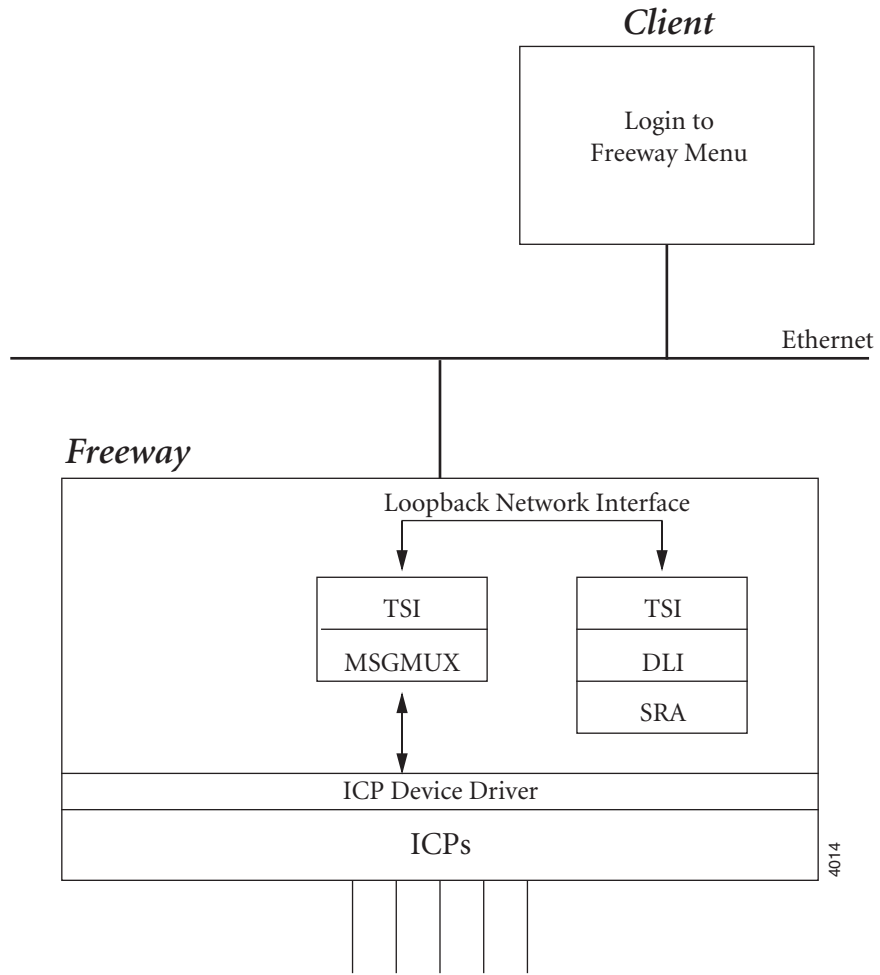 Client
Login to
Freeway Menu
Ethernet
Freeway
Loopback Network Interface
TSI
MSGMUX
TSI
DLI
SRA
ICP Device Driver
ICPs
4014